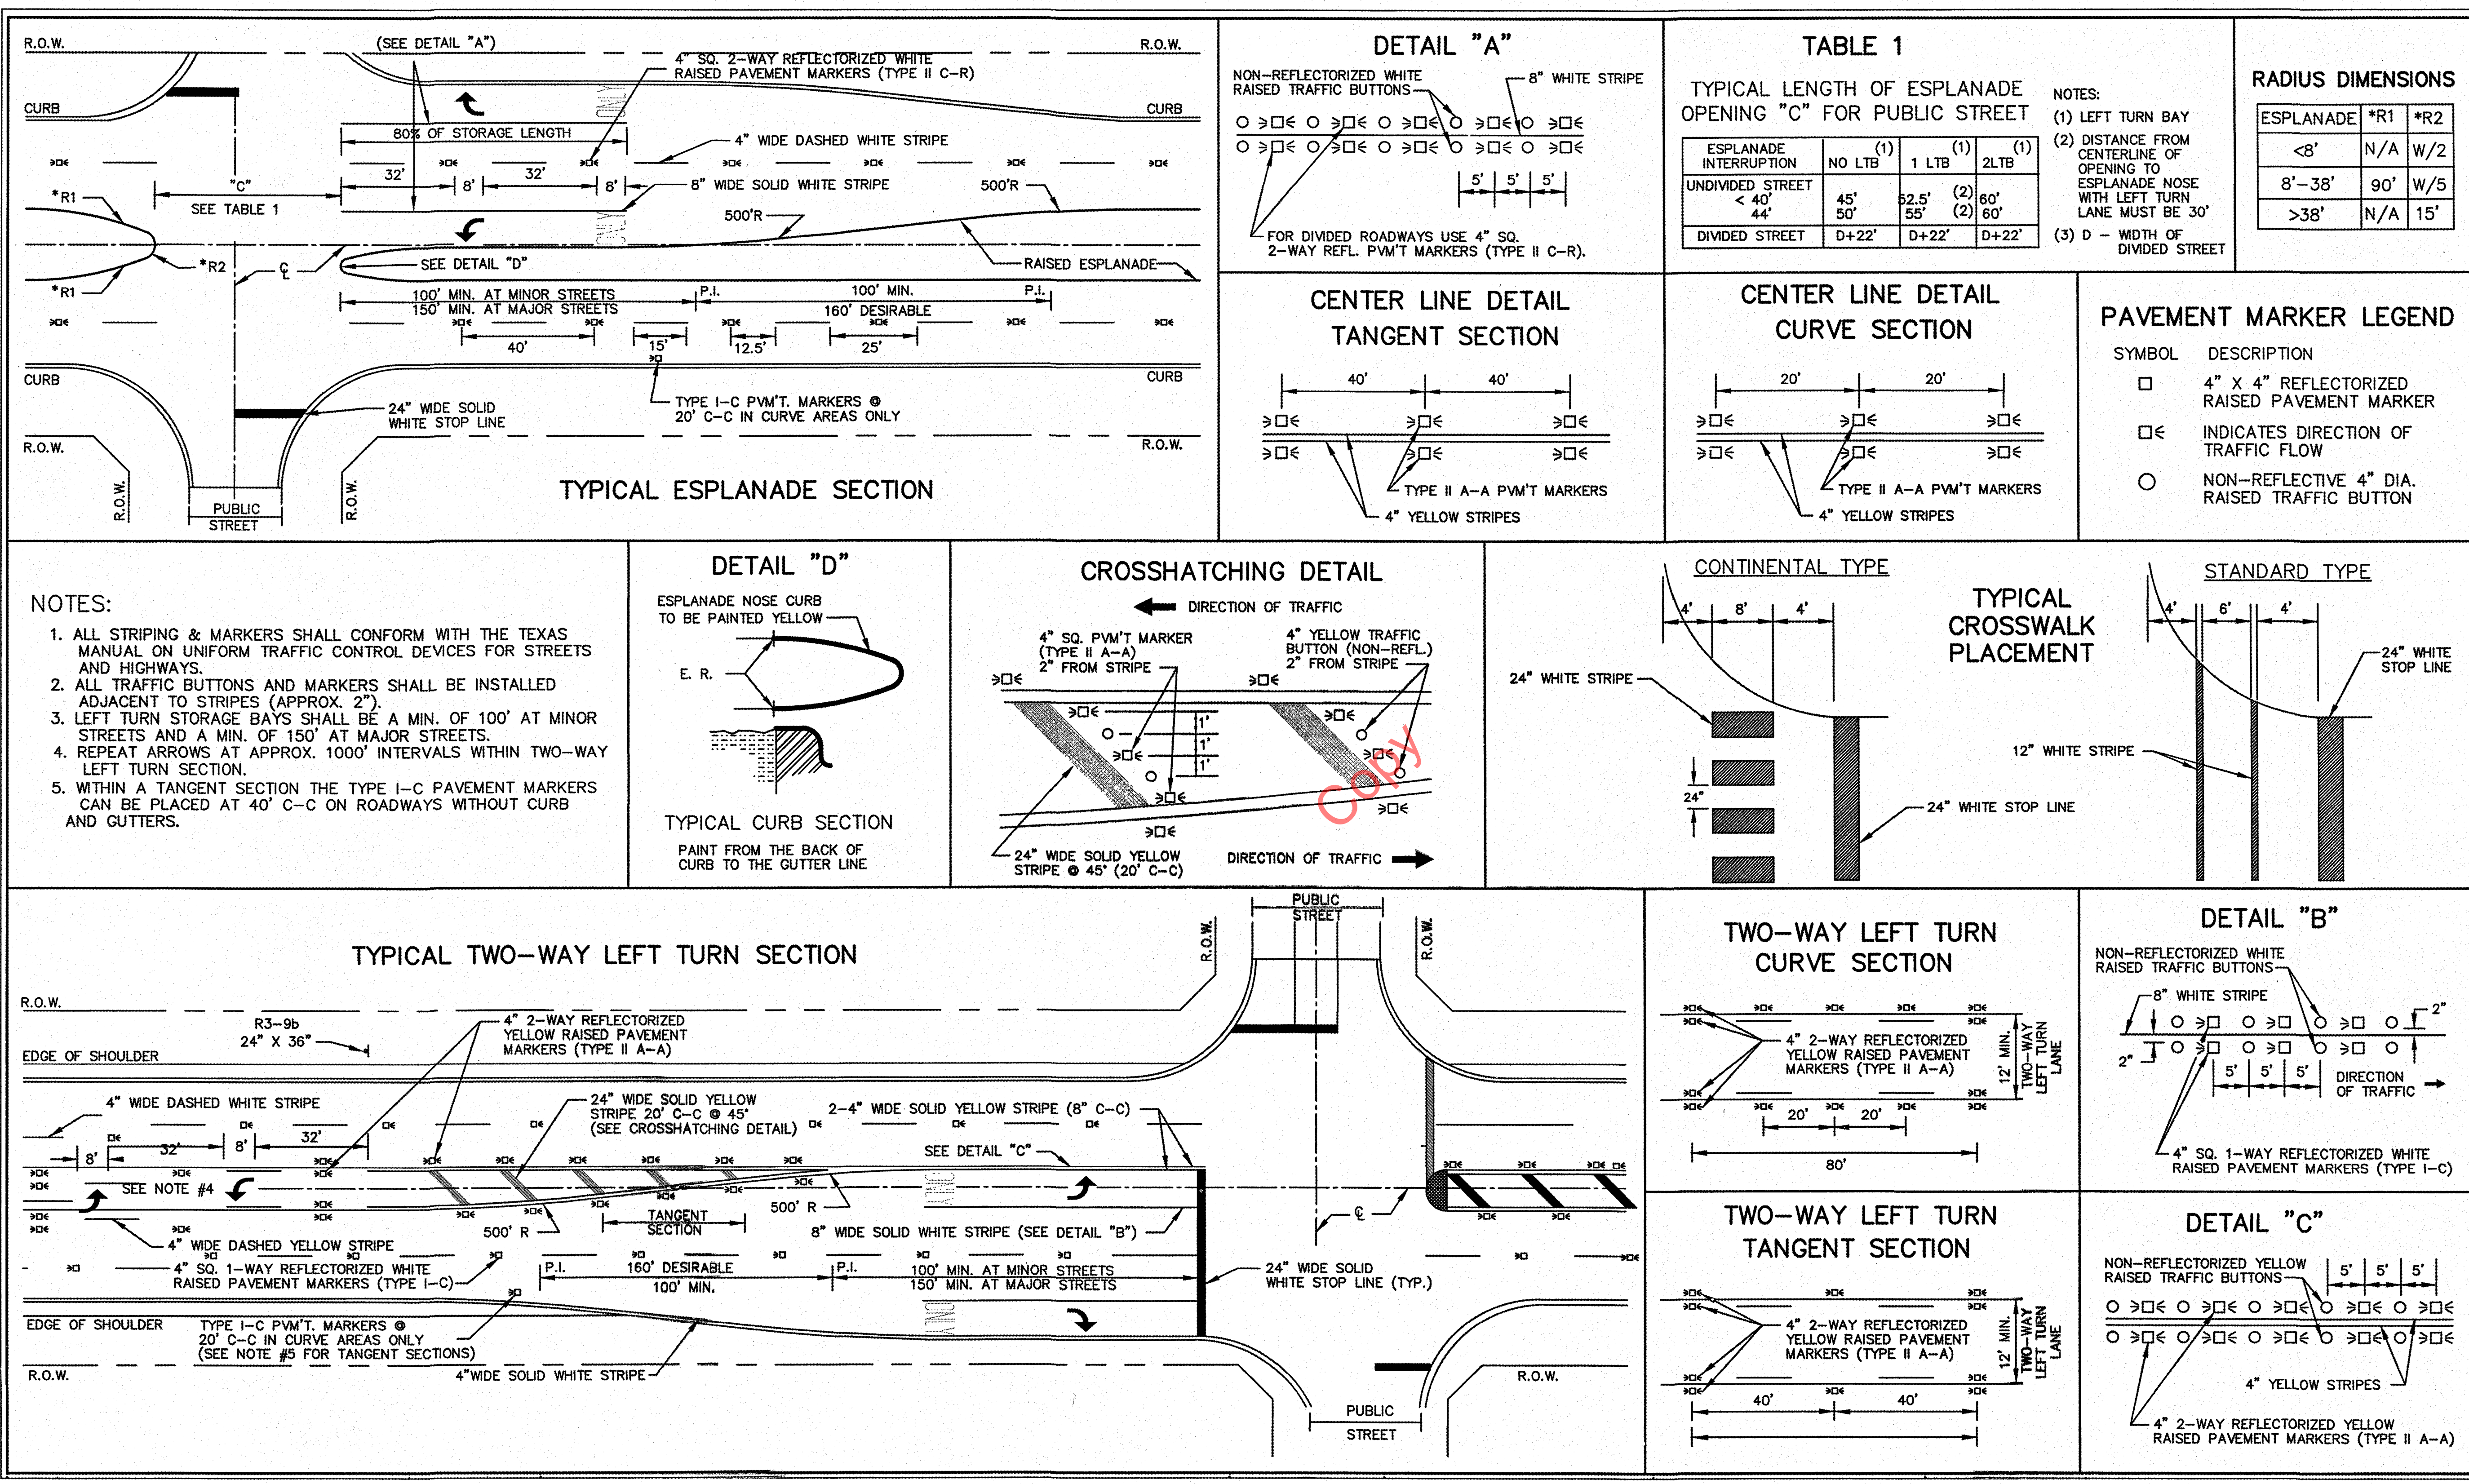 R.O.W.
(SEE DETAIL "A")
R.O.W.
4" SQ. 2-WAY REFLECTORIZED WHITE
RAISED PAVEMENT MARKERS (TYPE II C-R)
CURB
ONLY
CURB
80% OF STORAGE LENGTH
4" WIDE DASHED WHITE STRIPE
32'
8'
32'
8'
8" WIDE SOLID WHITE STRIPE
500'R
*R1
"C"
SEE TABLE 1
500'R
ONLY
*R2
℄
SEE DETAIL "D"
RAISED ESPLANADE
*R1
100' MIN. AT MINOR STREETS
150' MIN. AT MAJOR STREETS
P.I.
100' MIN.
160' DESIRABLE
P.I.
40'
15'
12.5'
25'
CURB
CURB
TYPE I-C PVM'T. MARKERS @
20' C-C IN CURVE AREAS ONLY
24" WIDE SOLID
WHITE STOP LINE
R.O.W.
R.O.W.
R.O.W.
R.O.W.
PUBLIC
STREET
TYPICAL ESPLANADE SECTION
DETAIL "A"
NON-REFLECTORIZED WHITE
RAISED TRAFFIC BUTTONS
8" WHITE STRIPE
5'
5'
5'
FOR DIVIDED ROADWAYS USE 4" SQ.
2-WAY REFL. PVM'T MARKERS (TYPE II C-R).
TABLE 1
TYPICAL LENGTH OF ESPLANADE
OPENING "C" FOR PUBLIC STREET
ESPLANADE INTERRUPTION NO LTB (1) 1 LTB (1) 2LTB (1)
UNDIVIDED STREET
< 40' 45' 52.5' (2) 60'
44' 50' 55' (2) 60'
DIVIDED STREET D+22' D+22' D+22'
NOTES:
(1) LEFT TURN BAY
(2) DISTANCE FROM
CENTERLINE OF
OPENING TO
ESPLANADE NOSE
WITH LEFT TURN
LANE MUST BE 30'
(3) D - WIDTH OF
DIVIDED STREET
RADIUS DIMENSIONS
ESPLANADE *R1 *R2
<8' N/A W/2
8'-38' 90' W/5
>38' N/A 15'
CENTER LINE DETAIL
TANGENT SECTION
40'
40'
TYPE II A-A PVM'T MARKERS
4" YELLOW STRIPES
CENTER LINE DETAIL
CURVE SECTION
20'
20'
TYPE II A-A PVM'T MARKERS
4" YELLOW STRIPES
PAVEMENT MARKER LEGEND
SYMBOL DESCRIPTION
4" X 4" REFLECTORIZED
RAISED PAVEMENT MARKER
INDICATES DIRECTION OF
TRAFFIC FLOW
NON-REFLECTIVE 4" DIA.
RAISED TRAFFIC BUTTON
NOTES:
1. ALL STRIPING & MARKERS SHALL CONFORM WITH THE TEXAS
MANUAL ON UNIFORM TRAFFIC CONTROL DEVICES FOR STREETS
AND HIGHWAYS.
2. ALL TRAFFIC BUTTONS AND MARKERS SHALL BE INSTALLED
ADJACENT TO STRIPES (APPROX. 2").
3. LEFT TURN STORAGE BAYS SHALL BE A MIN. OF 100' AT MINOR
STREETS AND A MIN. OF 150' AT MAJOR STREETS.
4. REPEAT ARROWS AT APPROX. 1000' INTERVALS WITHIN TWO-WAY
LEFT TURN SECTION.
5. WITHIN A TANGENT SECTION THE TYPE I-C PAVEMENT MARKERS
CAN BE PLACED AT 40' C-C ON ROADWAYS WITHOUT CURB
AND GUTTERS.
DETAIL "D"
ESPLANADE NOSE CURB
TO BE PAINTED YELLOW
E. R.
TYPICAL CURB SECTION
PAINT FROM THE BACK OF
CURB TO THE GUTTER LINE
CROSSHATCHING DETAIL
DIRECTION OF TRAFFIC
4" SQ. PVM'T MARKER
(TYPE II A-A)
2" FROM STRIPE
4" YELLOW TRAFFIC
BUTTON (NON-REFL.)
2" FROM STRIPE
1'
1'
1'
1'
Copy
24" WIDE SOLID YELLOW
STRIPE @ 45° (20' C-C)
DIRECTION OF TRAFFIC
CONTINENTAL TYPE
TYPICAL
CROSSWALK
PLACEMENT
STANDARD TYPE
4'
8'
4'
4'
6'
4'
24" WHITE STRIPE
24" WHITE
STOP LINE
12" WHITE STRIPE
24"
24" WHITE STOP LINE
TYPICAL TWO-WAY LEFT TURN SECTION
PUBLIC
STREET
R.O.W.
R.O.W.
R.O.W.
R3-9b
24" X 36"
4" 2-WAY REFLECTORIZED
YELLOW RAISED PAVEMENT
MARKERS (TYPE II A-A)
EDGE OF SHOULDER
4" WIDE DASHED WHITE STRIPE
24" WIDE SOLID YELLOW
STRIPE 20' C-C @ 45°
(SEE CROSSHATCHING DETAIL)
2-4" WIDE SOLID YELLOW STRIPE (8" C-C)
8'
32'
8'
32'
SEE DETAIL "C"
SEE NOTE #4
ONLY
500' R
TANGENT
SECTION
500' R
8" WIDE SOLID WHITE STRIPE (SEE DETAIL "B")
℄
4" WIDE DASHED YELLOW STRIPE
4" SQ. 1-WAY REFLECTORIZED WHITE
RAISED PAVEMENT MARKERS (TYPE I-C)
P.I.
160' DESIRABLE
100' MIN.
P.I.
100' MIN. AT MINOR STREETS
150' MIN. AT MAJOR STREETS
24" WIDE SOLID
WHITE STOP LINE (TYP.)
ONLY
EDGE OF SHOULDER
TYPE I-C PVM'T. MARKERS @
20' C-C IN CURVE AREAS ONLY
(SEE NOTE #5 FOR TANGENT SECTIONS)
R.O.W.
4"WIDE SOLID WHITE STRIPE
R.O.W.
PUBLIC
STREET
TWO-WAY LEFT TURN
CURVE SECTION
4" 2-WAY REFLECTORIZED
YELLOW RAISED PAVEMENT
MARKERS (TYPE II A-A)
12' MIN.
TWO-WAY
LEFT TURN
LANE
20'
20'
80'
DETAIL "B"
NON-REFLECTORIZED WHITE
RAISED TRAFFIC BUTTONS
8" WHITE STRIPE
2"
2"
5'
5'
5'
DIRECTION
OF TRAFFIC
4" SQ. 1-WAY REFLECTORIZED WHITE
RAISED PAVEMENT MARKERS (TYPE I-C)
TWO-WAY LEFT TURN
TANGENT SECTION
4" 2-WAY REFLECTORIZED
YELLOW RAISED PAVEMENT
MARKERS (TYPE II A-A)
12' MIN.
TWO-WAY
LEFT TURN
LANE
40'
40'
DETAIL "C"
NON-REFLECTORIZED YELLOW
RAISED TRAFFIC BUTTONS
5'
5'
5'
4" YELLOW STRIPES
4" 2-WAY REFLECTORIZED YELLOW
RAISED PAVEMENT MARKERS (TYPE II A-A)